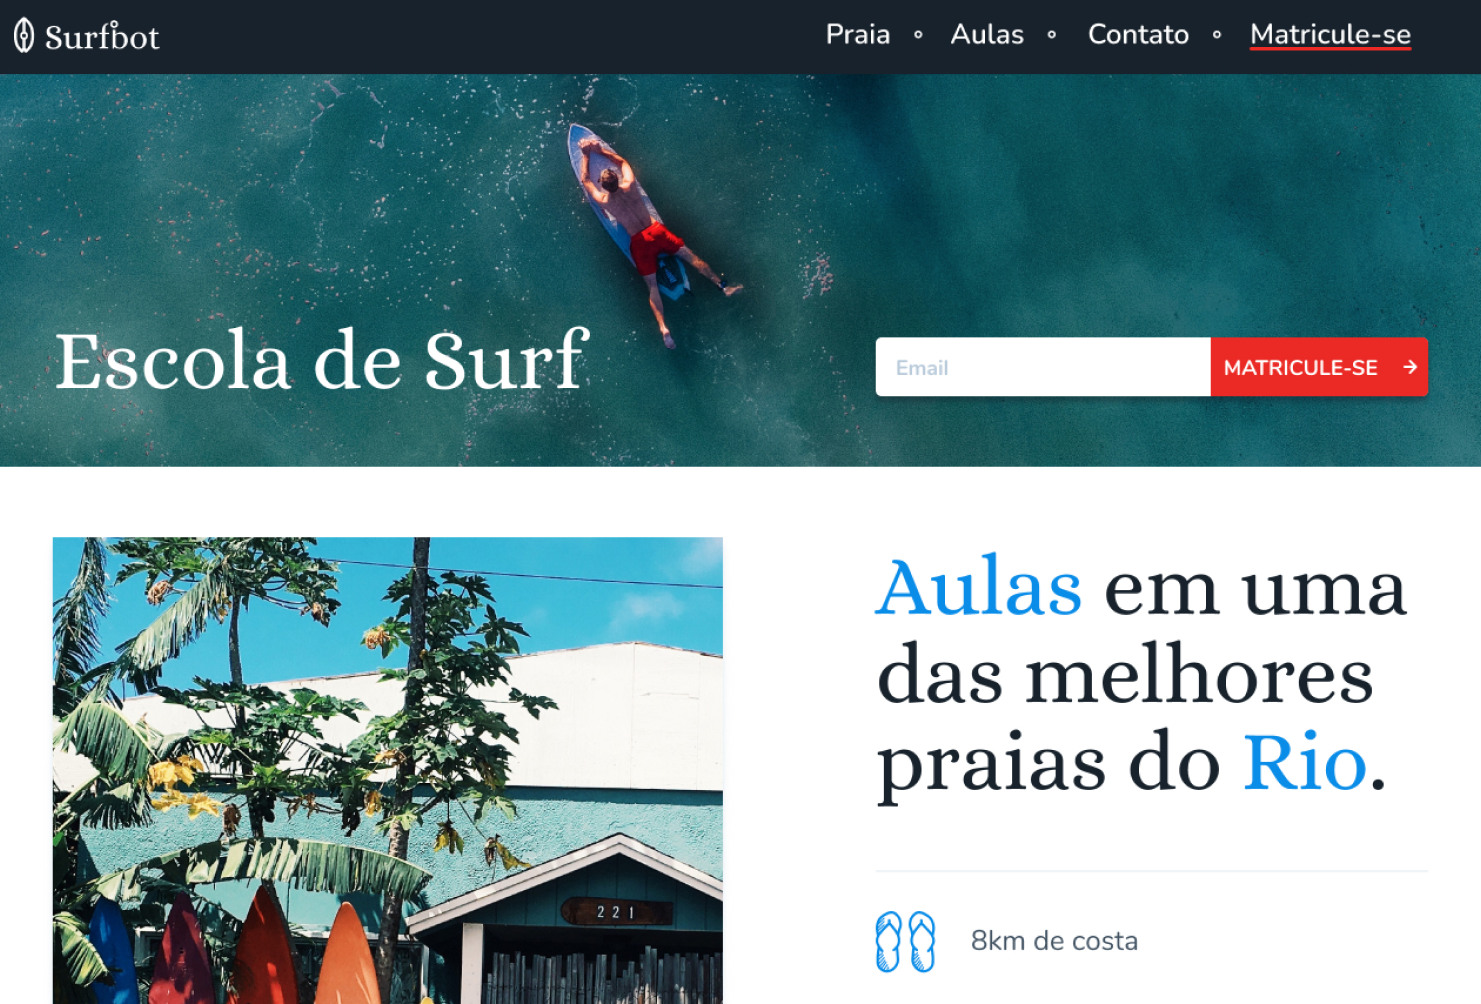 Surfbot
Praia
Aulas
Contato
Matricule-se
Escola de Surf
Email
MATRICULE-SE
Aulas em uma
das melhores
praias do Rio.
221
8km de costa